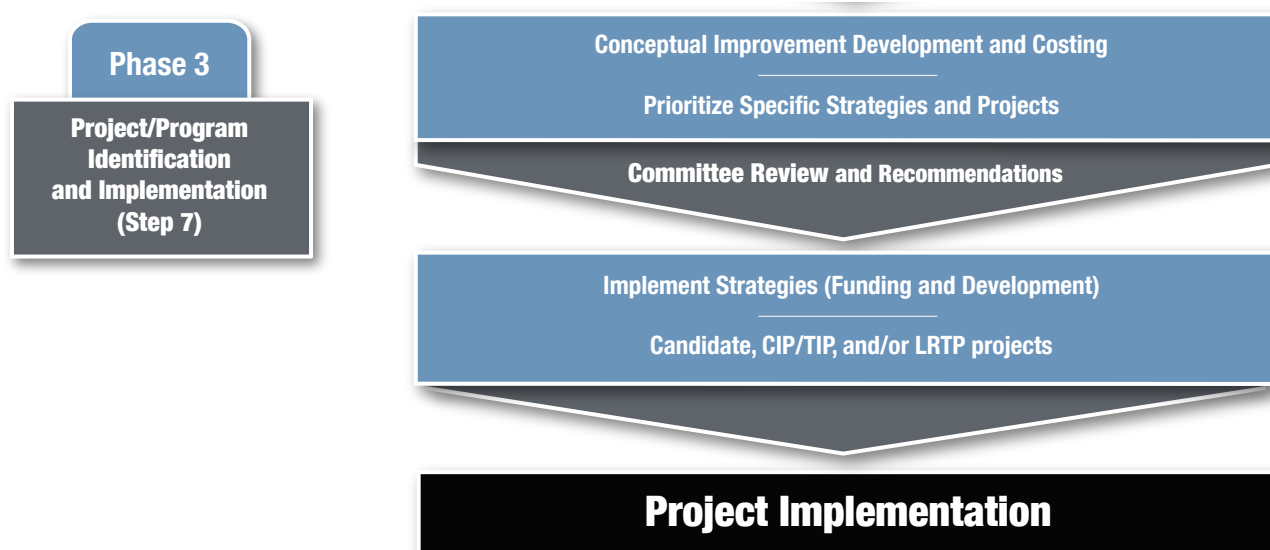 Phase 3
Project/Program
Identification
and Implementation
(Step 7)
Conceptual Improvement Development and Costing
Prioritize Specific Strategies and Projects
Committee Review and Recommendations
Implement Strategies (Funding and Development)
Candidate, CIP/TIP, and/or LRTP projects
Project Implementation